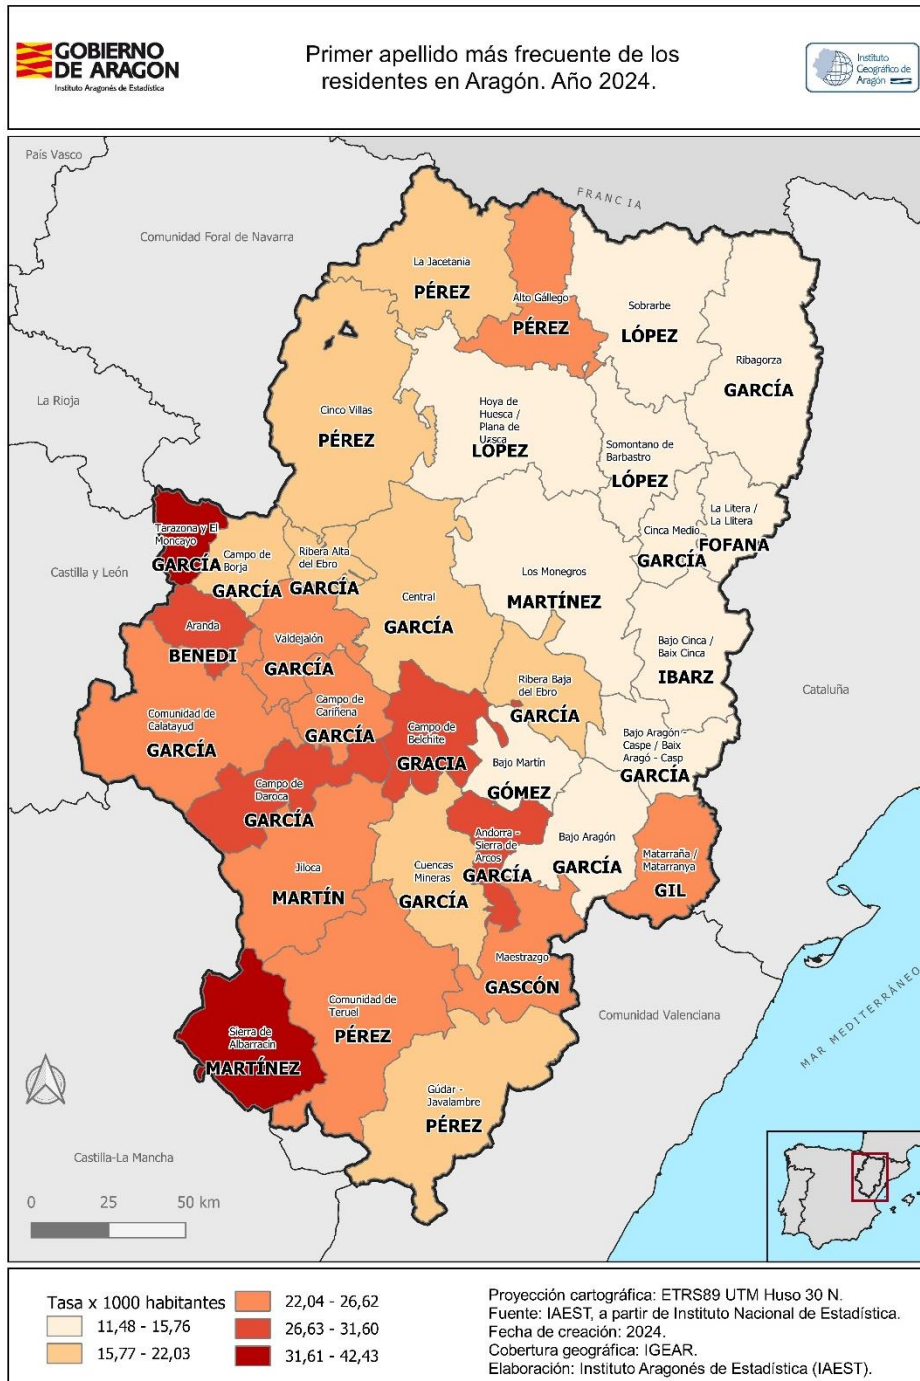 GOBIERNO
DE ARAGON
Instituto Aragonés de Estadística
Primer apellido más frecuente de los
residentes en Aragón. Año 2024.
Instituto
Geográfico de
Aragón
País Vasco
FRANCIA
Comunidad Foral de Navarra
La Jacetania
PÉREZ
Alto Gállego
PÉREZ
Sobrarbe
LÓPEZ
Ribagorza
GARCÍA
La Rioja
Cinco Villas
PÉREZ
Hoya de
Huesca /
Plana de
Uesca
LÓPEZ
Somontano de
Barbastro
LÓPEZ
La Litera /
La Llitera
FOFANA
Cinca Medio
GARCÍA
Tarazona y El
Moncayo
GARCÍA
Campo de
Borja
GARCÍA
Ribera Alta
del Ebro
GARCÍA
Castilla y León
Central
GARCÍA
Los Monegros
MARTÍNEZ
Aranda
BENEDI
Valdejalón
GARCÍA
Bajo Cinca /
Baix Cinca
IBARZ
Cataluña
Ribera Baja
del Ebro
GARCÍA
Comunidad de
Calatayud
GARCÍA
Campo de
Cariñena
GARCÍA
Campo de
Belchite
GRACIA
Bajo Aragón -
Caspe / Baix
Aragó - Casp
GARCÍA
Bajo Martín
GÓMEZ
Campo de
Daroca
GARCÍA
Andorra -
Sierra de
Arcos
GARCÍA
Bajo Aragón
GARCÍA
Matarraña /
Matarranya
GIL
Jiloca
MARTÍN
Cuencas
Mineras
GARCÍA
Maestrazgo
GASCÓN
Comunidad de
Teruel
PÉREZ
Comunidad Valenciana
MAR MEDITERRÁNEO
Sierra de
Albarracín
MARTÍNEZ
Gúdar -
Javalambre
PÉREZ
Castilla-La Mancha
0 25 50 km
Tasa x 1000 habitantes
11,48 - 15,76
15,77 - 22,03
22,04 - 26,62
26,63 - 31,60
31,61 - 42,43
Proyección cartográfica: ETRS89 UTM Huso 30 N.
Fuente: IAEST, a partir de Instituto Nacional de Estadística.
Fecha de creación: 2024.
Cobertura geográfica: IGEAR.
Elaboración: Instituto Aragonés de Estadística (IAEST).